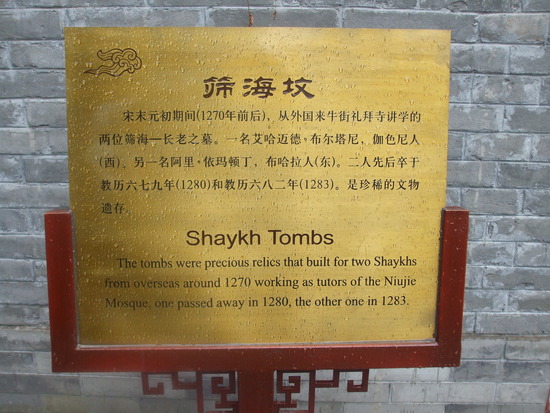 筛海坟
宋末元初期间(1270年前后)，从外国来牛街礼拜寺讲学的
两位筛海—长老之墓。一名艾哈迈德·布尔塔尼，伽色尼人
(西)、另一名阿里·依玛顿丁，布哈拉人(东)。二人先后卒于
教历六七九年(1280)和教历六八二年(1283)。是珍稀的文物
遗存。
Shaykh Tombs
The tombs were precious relics that built for two Shaykhs
from overseas around 1270 working as tutors of the Niujie
Mosque, one passed away in 1280, the other one in 1283.